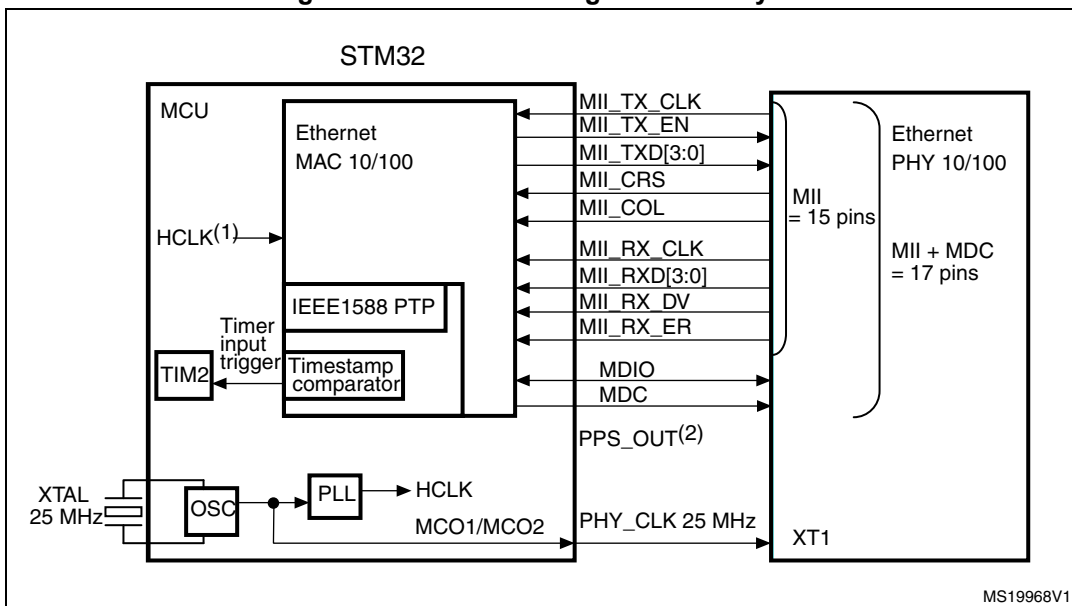 STM32
MCU
Ethernet
MAC 10/100
HCLK(1)
IEEE1588 PTP
Timer
input
trigger
Timestamp
comparator
TIM2
XTAL
25 MHz
OSC
PLL
HCLK
MCO1/MCO2
MII_TX_CLK
MII_TX_EN
MII_TXD[3:0]
MII_CRS
MII_COL
MII_RX_CLK
MII_RXD[3:0]
MII_RX_DV
MII_RX_ER
MDIO
MDC
PPS_OUT(2)
PHY_CLK 25 MHz
MII
= 15 pins
Ethernet
PHY 10/100
MII + MDC
= 17 pins
XT1
MS19968V1